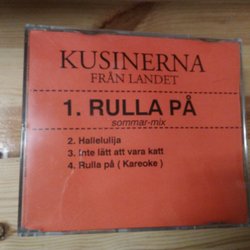 KUSINERNA
FRÅN LANDET
1. RULLA PÅ
sommar-mix
2. Hallelulija
3. Inte lätt att vara katt
4. Rulla på ( Kareoke )